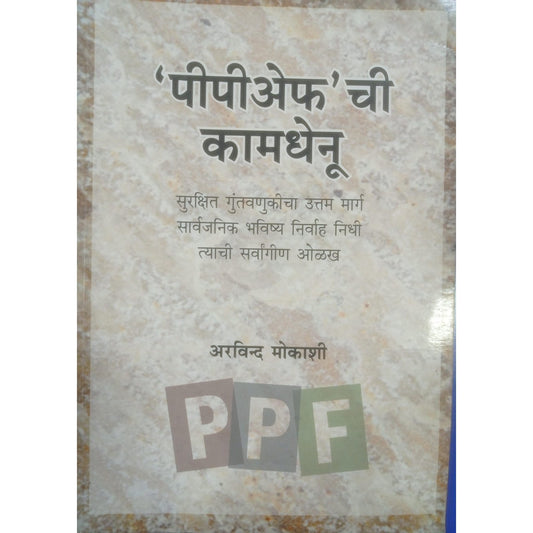 ‘पीपीअेफ’ची
कामधेनू
सुरक्षित गुंतवणुकीचा उत्तम मार्ग
सार्वजनिक भविष्य निर्वाह निधी
त्याची सर्वांगीण ओळख
अरविन्द मोकाशी
PPF